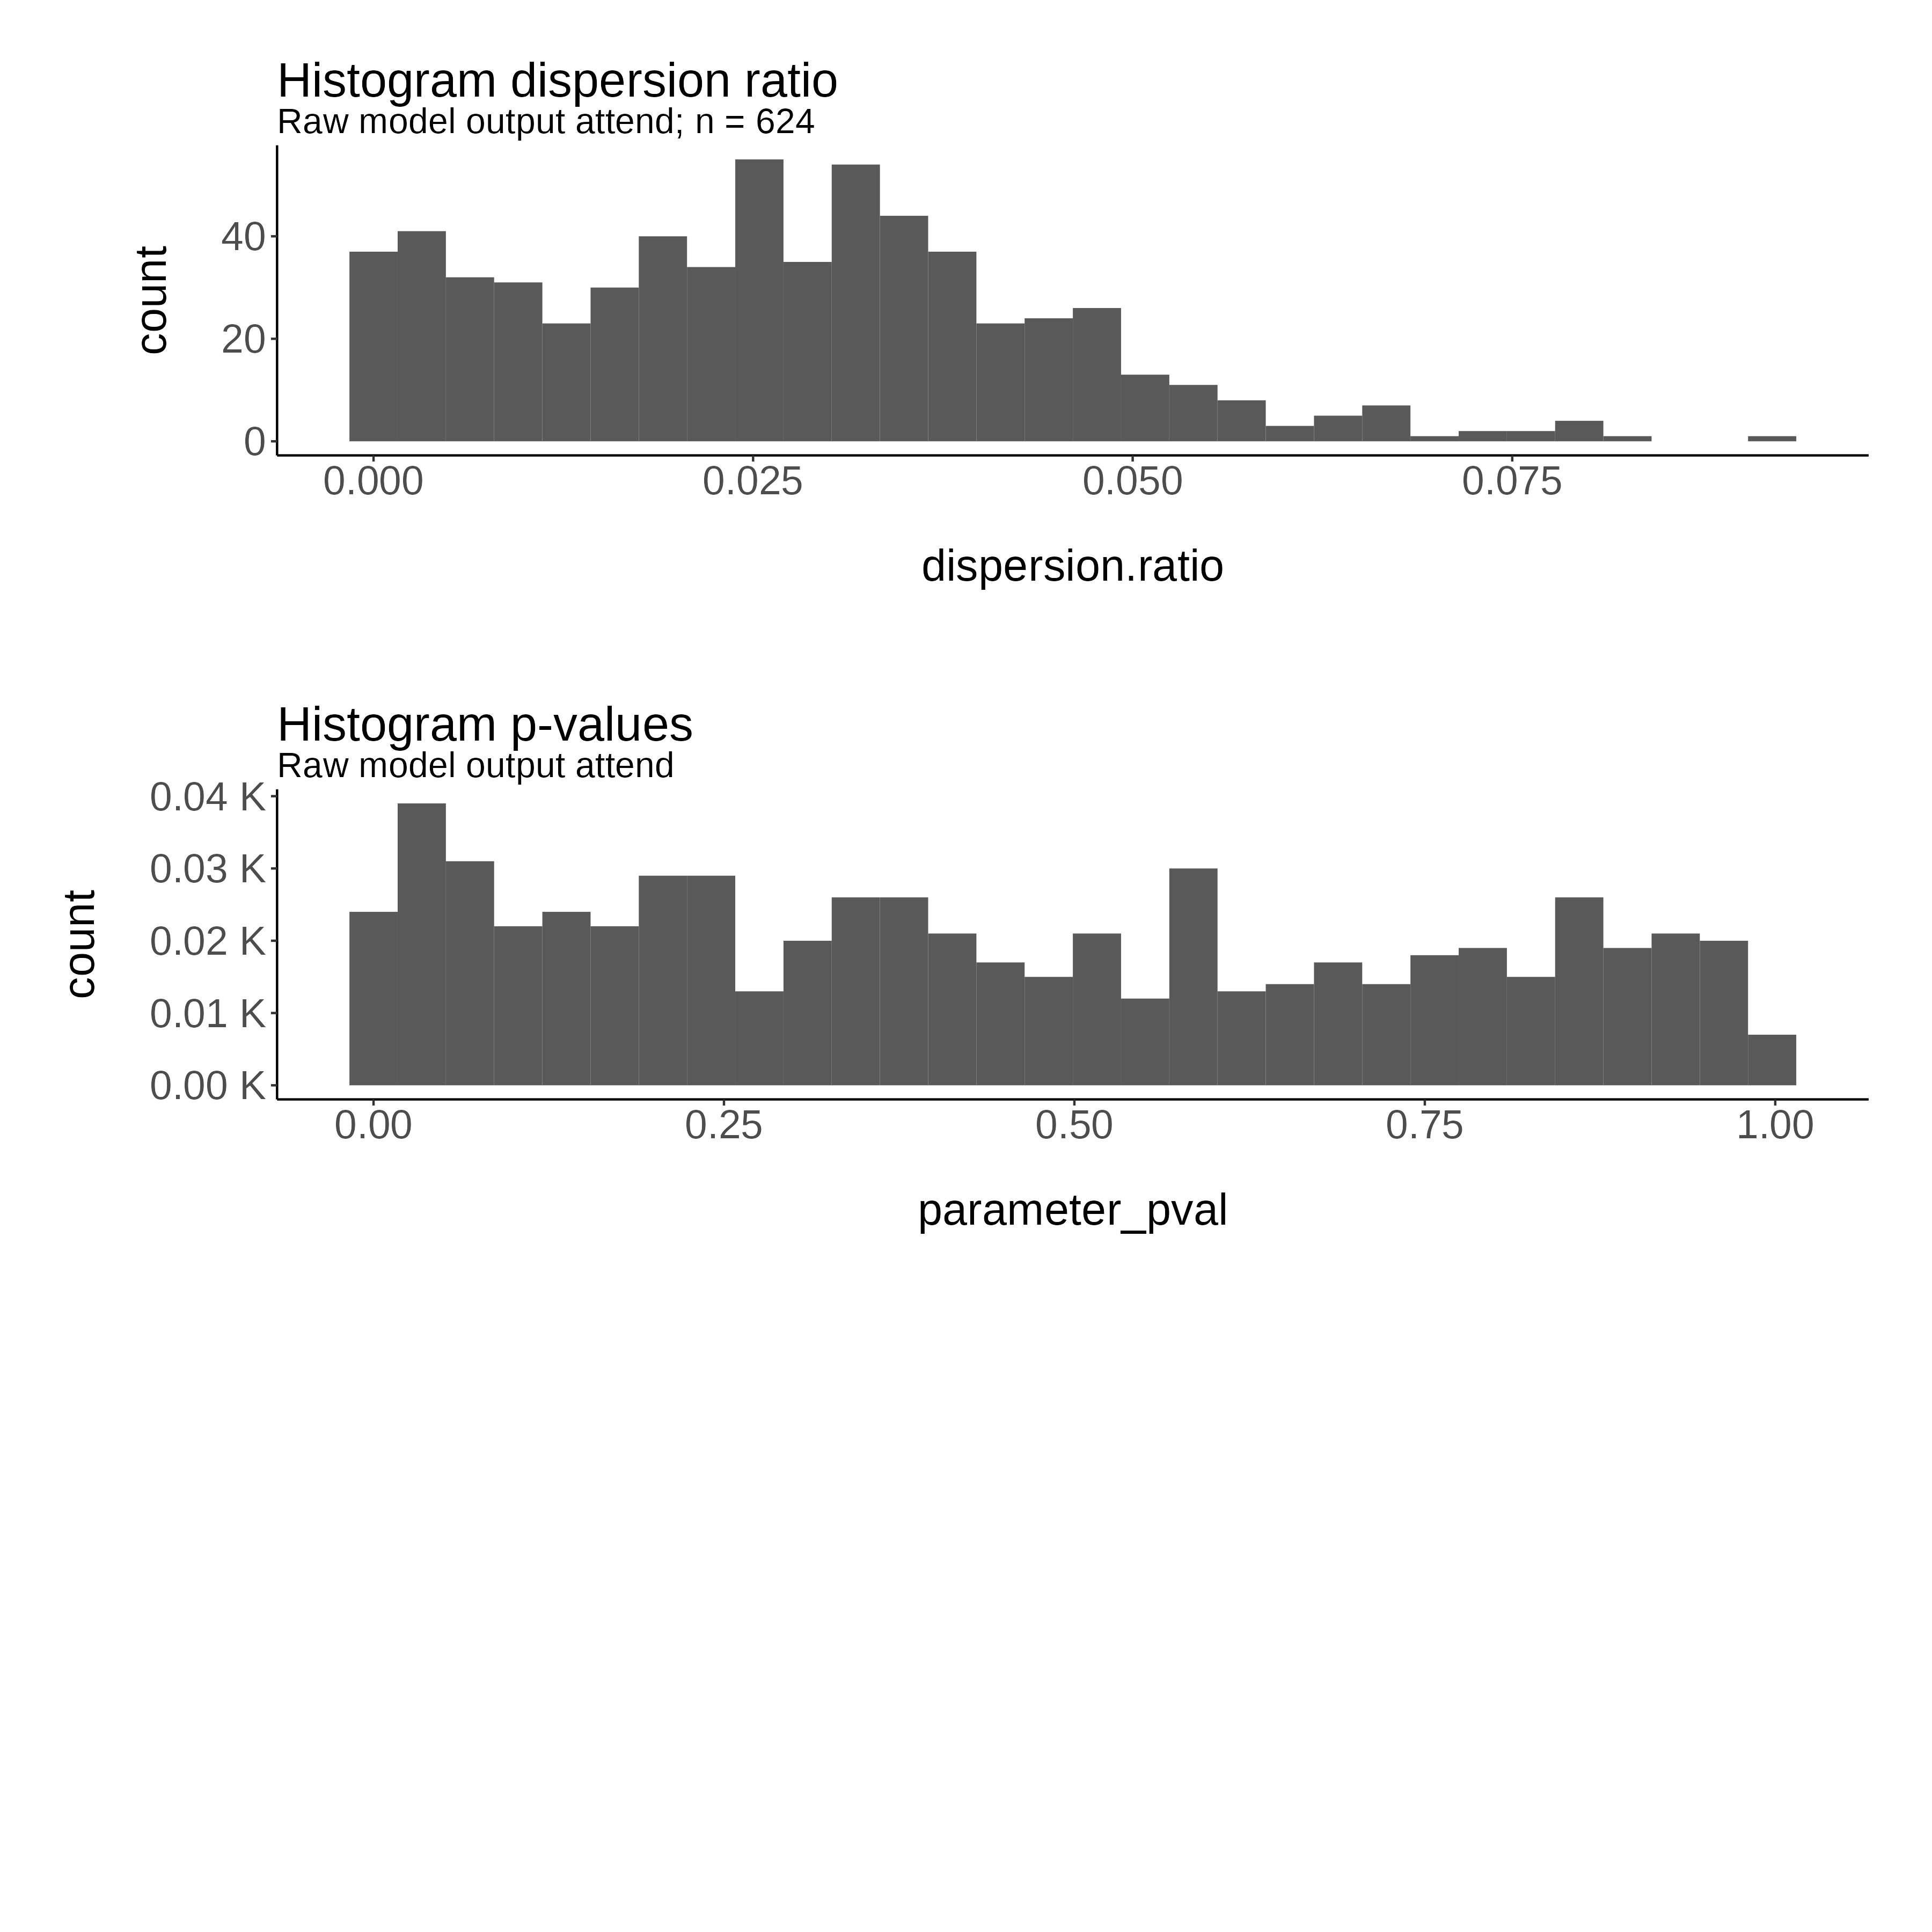 Histogram dispersion ratio
Raw model output attend; n = 624
count
40
20
0
0.000 0.025 0.050 0.075
dispersion.ratio
Histogram p-values
Raw model output attend
count
0.04 K
0.03 K
0.02 K
0.01 K
0.00 K
0.00 0.25 0.50 0.75 1.00
parameter_pval